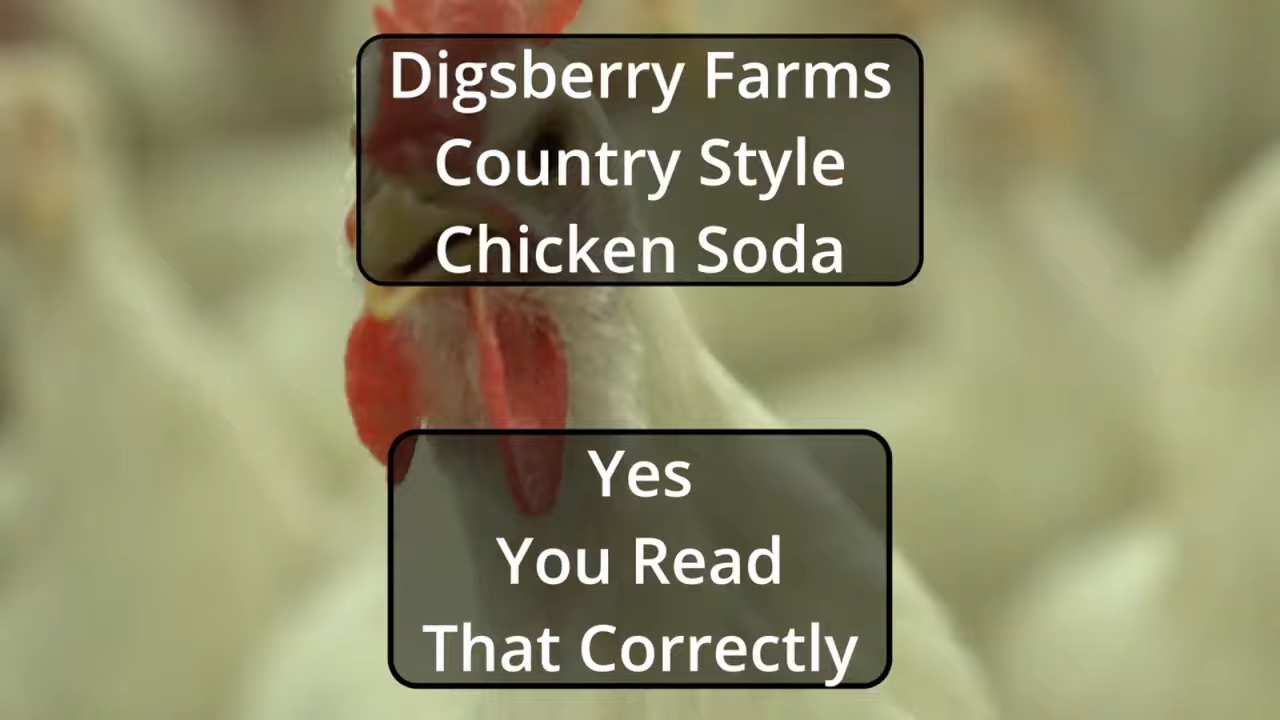 Digsberry Farms
Country Style
Chicken Soda
Yes
You Read
That Correctly